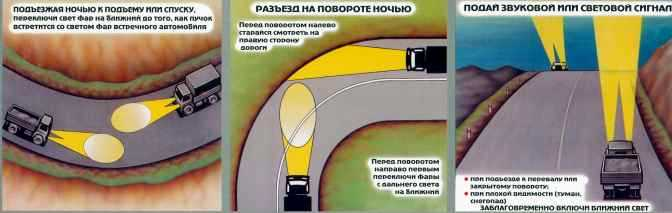 ПОДЪЕЗЖАЯ НОЧЬЮ К ПОДЪЕМУ ИЛИ СПУСКУ,
ПЕРЕКЛЮЧИ СВЕТ ФАР НА БЛИЖНИЙ ДО ТОГО, КАК ПУЧОК
ВСТРЕТИТСЯ СО СВЕТОМ ФАР ВСТРЕЧНОГО АВТОМОБИЛЯ
РАЗЪЕЗД НА ПОВОРОТЕ НОЧЬЮ
Перед поворотом налево
старайся смотреть на
правую сторону
дороги
Перед поворотом
направо первым
переключи фары
с дальнего света
на ближний
ПОДАЙ ЗВУКОВОЙ ИЛИ СВЕТОВОЙ СИГНАЛ
• при подъезде к перевалу или
закрытому повороту;
• при плохой видимости (туман,
снегопад)
ЗАБЛАГОВРЕМЕННО ВКЛЮЧИ БЛИЖНИЙ СВЕТ